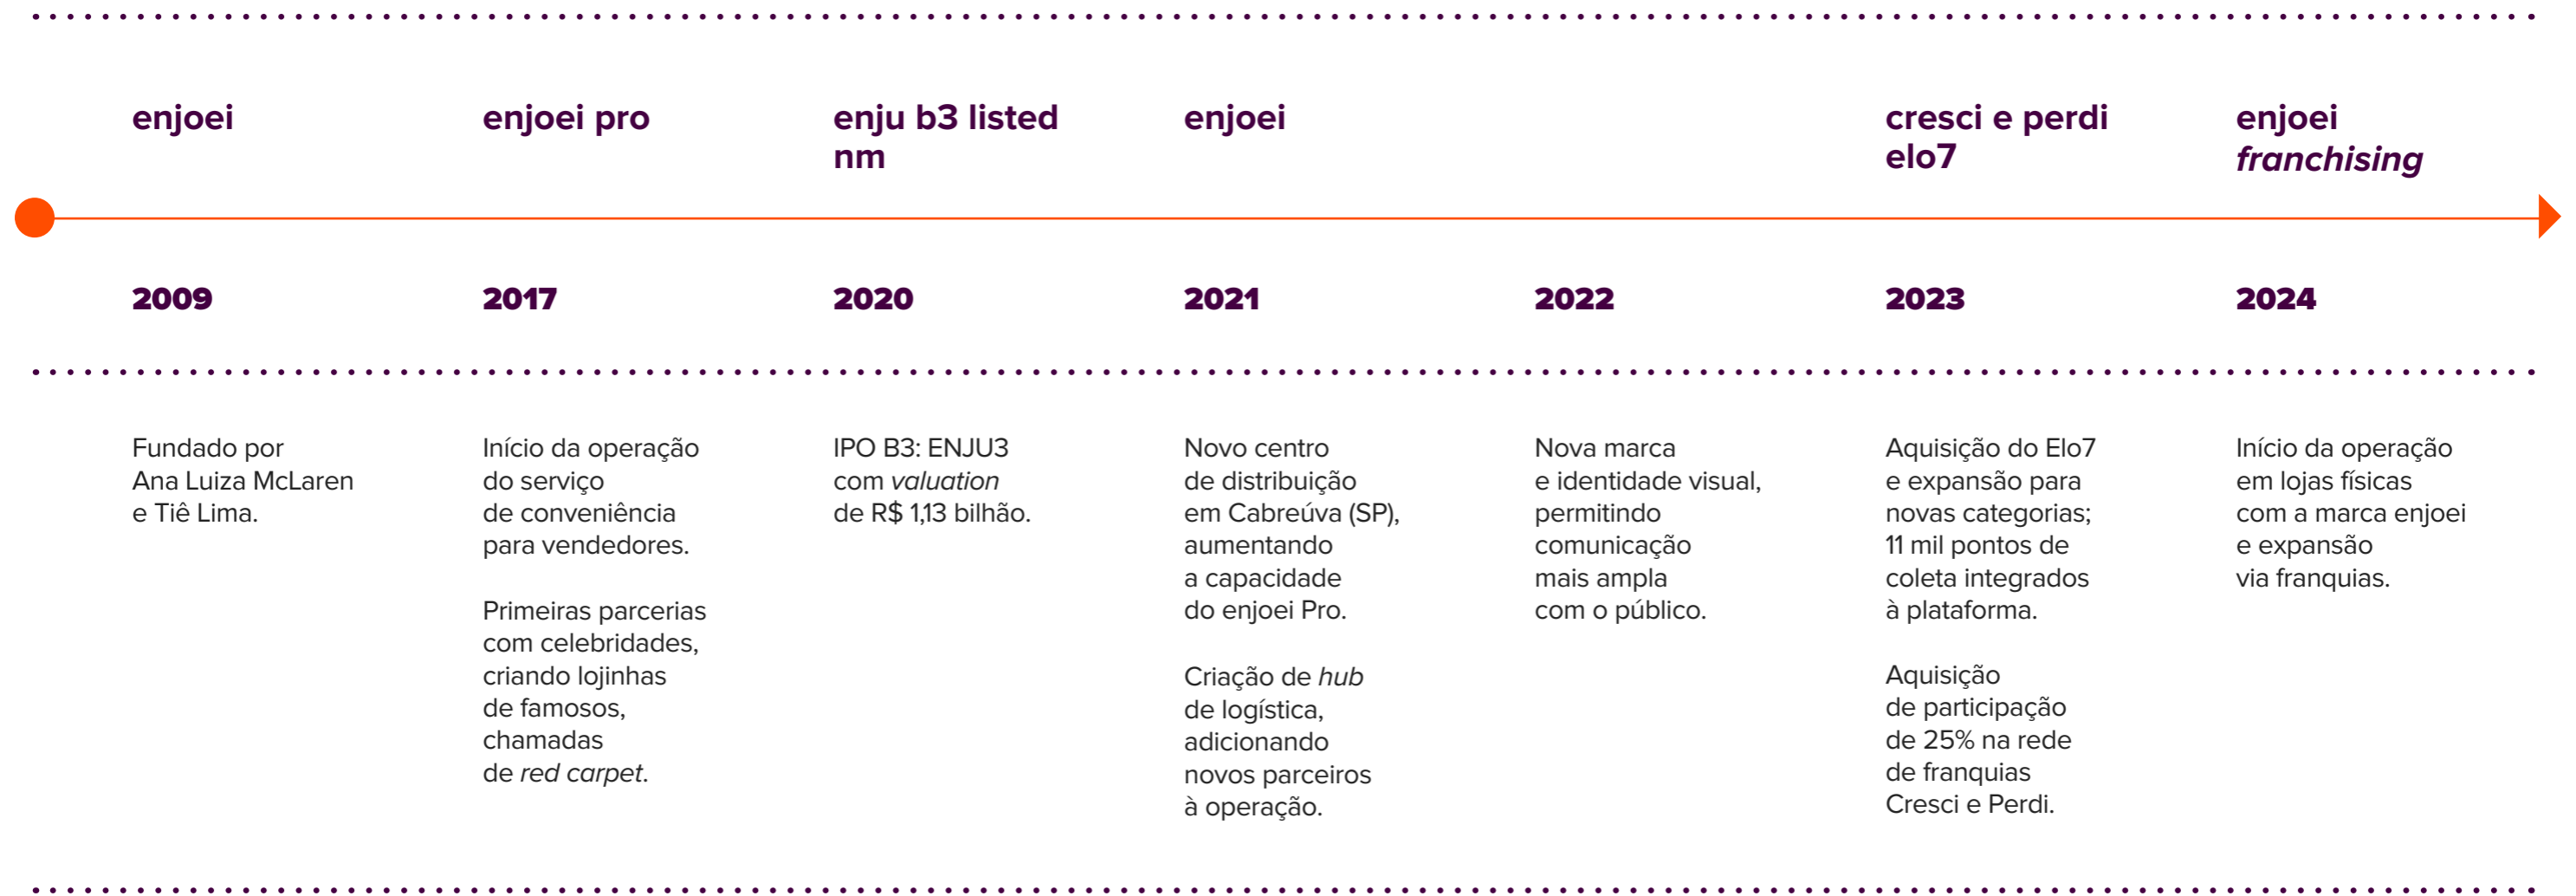 enjoei
enjoei pro
enju b3 listed
nm
enjoei
cresci e perdi
elo7
enjoei
franchising
2009
2017
2020
2021
2022
2023
2024
Fundado por
Ana Luiza McLaren
e Tiê Lima.
Início da operação
do serviço
de conveniência
para vendedores.
Primeiras parcerias
com celebridades,
criando lojinhas
de famosos,
chamadas
de red carpet.
IPO B3: ENJU3
com valuation
de R$ 1,13 bilhão.
Novo centro
de distribuição
em Cabreúva (SP),
aumentando
a capacidade
do enjoei Pro.
Criação de hub
de logística,
adicionando
novos parceiros
à operação.
Nova marca
e identidade visual,
permitindo
comunicação
mais ampla
com o público.
Aquisição do Elo7
e expansão para
novas categorias;
11 mil pontos de
coleta integrados
à plataforma.
Aquisição
de participação
de 25% na rede
de franquias
Cresci e Perdi.
Início da operação
em lojas físicas
com a marca enjoei
e expansão
via franquias.